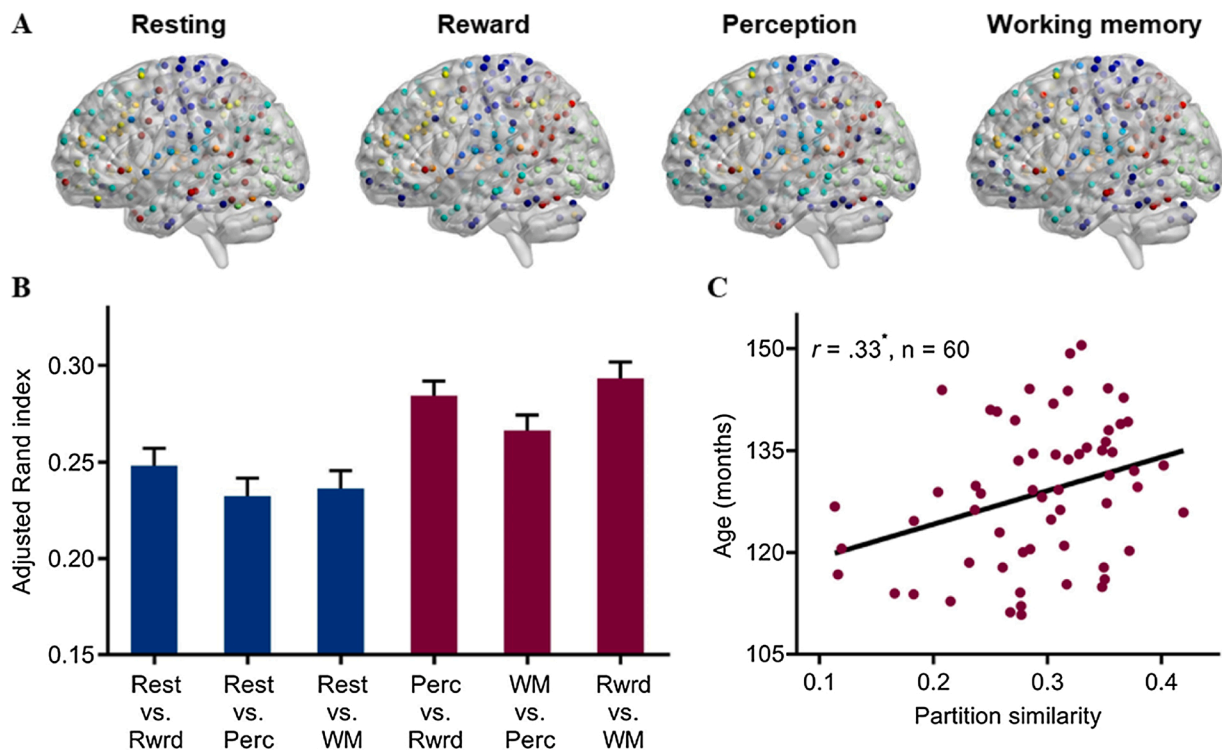 A
Resting
Reward
Perception
Working memory
B
Adjusted Rand index
0.30
0.25
0.20
0.15
Rest
vs.
Rwrd
Rest
vs.
Perc
Rest
vs.
WM
Perc
vs.
Rwrd
WM
vs.
Perc
Rwrd
vs.
WM
C
r = .33*, n = 60
Age (months)
150
135
120
105
0.1
0.2
0.3
0.4
Partition similarity